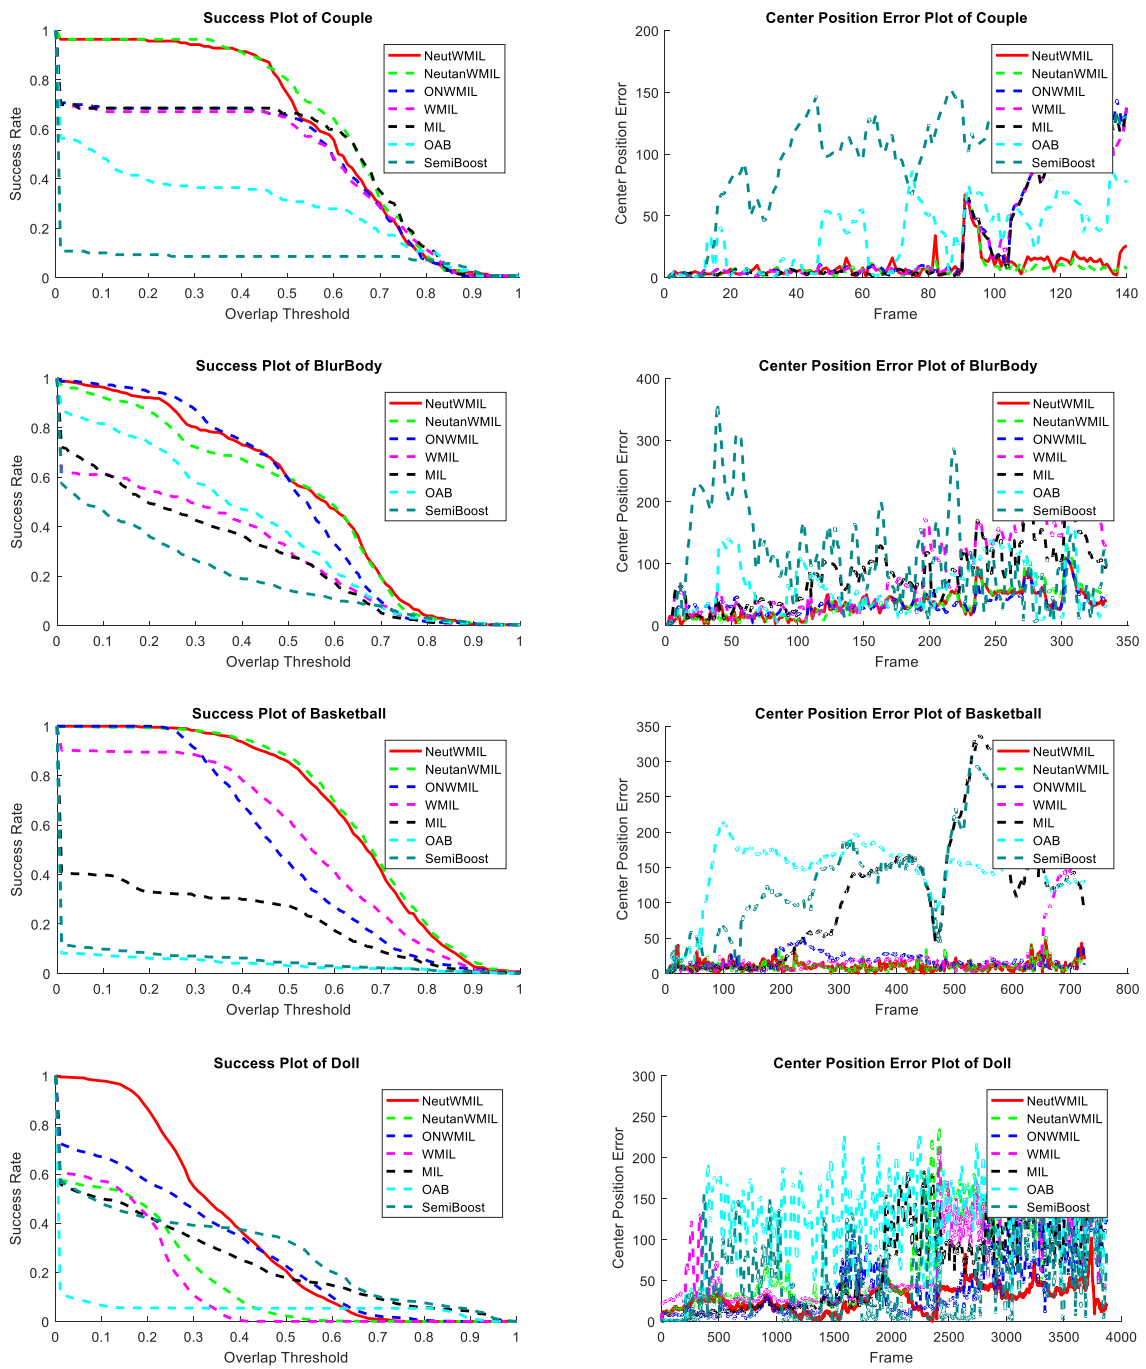 Success Plot of Couple
1
0.8
0.6
0.4
0.2
0
Success Rate
0 0.1 0.2 0.3 0.4 0.5 0.6 0.7 0.8 0.9 1
Overlap Threshold
NeutWMIL
NeutanWMIL
ONWMIL
WMIL
MIL
OAB
SemiBoost
Center Position Error Plot of Couple
200
150
100
50
0
Center Position Error
0 20 40 60 80 100 120 140
Frame
NeutWMIL
NeutanWMIL
ONWMIL
WMIL
MIL
OAB
SemiBoost
Success Plot of BlurBody
1
0.8
0.6
0.4
0.2
0
Success Rate
0 0.1 0.2 0.3 0.4 0.5 0.6 0.7 0.8 0.9 1
Overlap Threshold
NeutWMIL
NeutanWMIL
ONWMIL
WMIL
MIL
OAB
SemiBoost
Center Position Error Plot of BlurBody
400
300
200
100
0
Center Position Error
0 50 100 150 200 250 300 350
Frame
NeutWMIL
NeutanWMIL
ONWMIL
WMIL
MIL
OAB
SemiBoost
Success Plot of Basketball
1
0.8
0.6
0.4
0.2
0
Success Rate
0 0.1 0.2 0.3 0.4 0.5 0.6 0.7 0.8 0.9 1
Overlap Threshold
NeutWMIL
NeutanWMIL
ONWMIL
WMIL
MIL
OAB
SemiBoost
Center Position Error Plot of Basketball
350
300
250
200
150
100
50
0
Center Position Error
0 100 200 300 400 500 600 700 800
Frame
NeutWMIL
NeutanWMIL
ONWMIL
WMIL
MIL
OAB
SemiBoost
Success Plot of Doll
1
0.8
0.6
0.4
0.2
0
Success Rate
0 0.1 0.2 0.3 0.4 0.5 0.6 0.7 0.8 0.9 1
Overlap Threshold
NeutWMIL
NeutanWMIL
ONWMIL
WMIL
MIL
OAB
SemiBoost
Center Position Error Plot of Doll
300
250
200
150
100
50
0
Center Position Error
0 500 1000 1500 2000 2500 3000 3500 4000
Frame
NeutWMIL
NeutanWMIL
ONWMIL
WMIL
MIL
OAB
SemiBoost